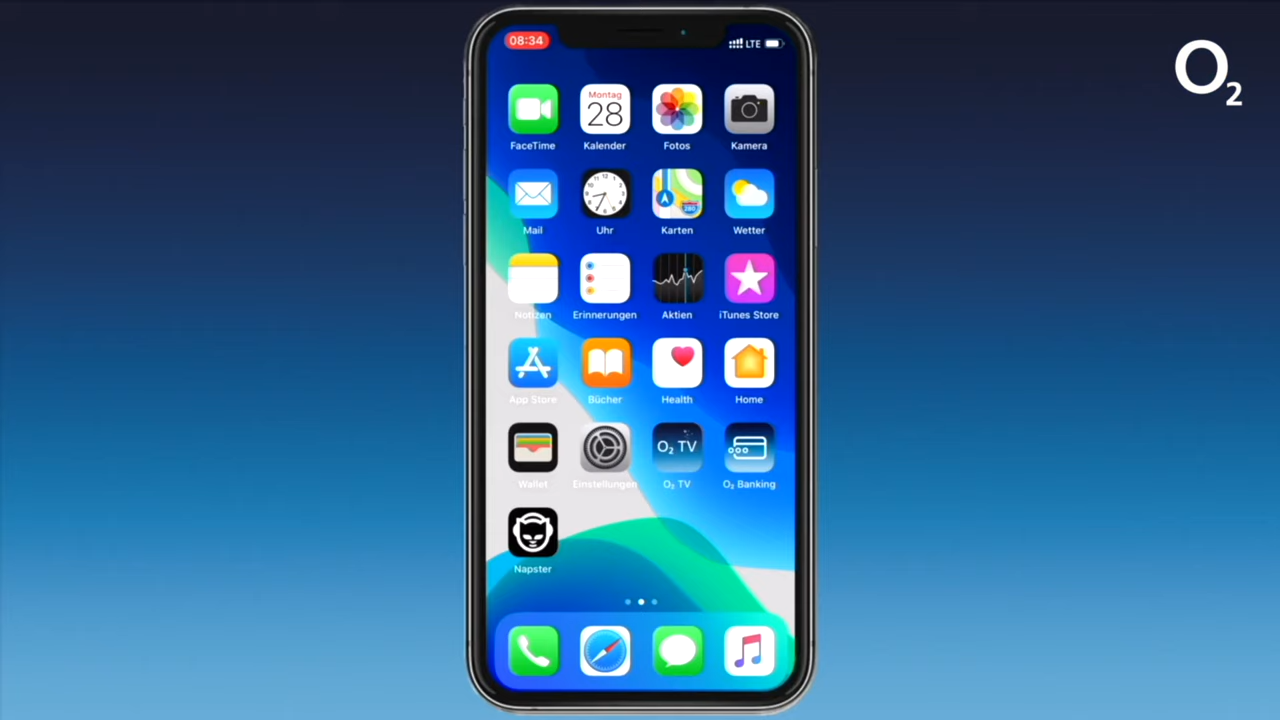 08:34
LTE
O2
Montag
28
FaceTime
Kalender
Fotos
Kamera
280
Mail
Uhr
Karten
Wetter
Notizen
Erinnerungen
Aktien
iTunes Store
App Store
Bücher
Health
Home
O₂ TV
Wallet
Einstellungen
O₂ TV
O₂ Banking
Napster